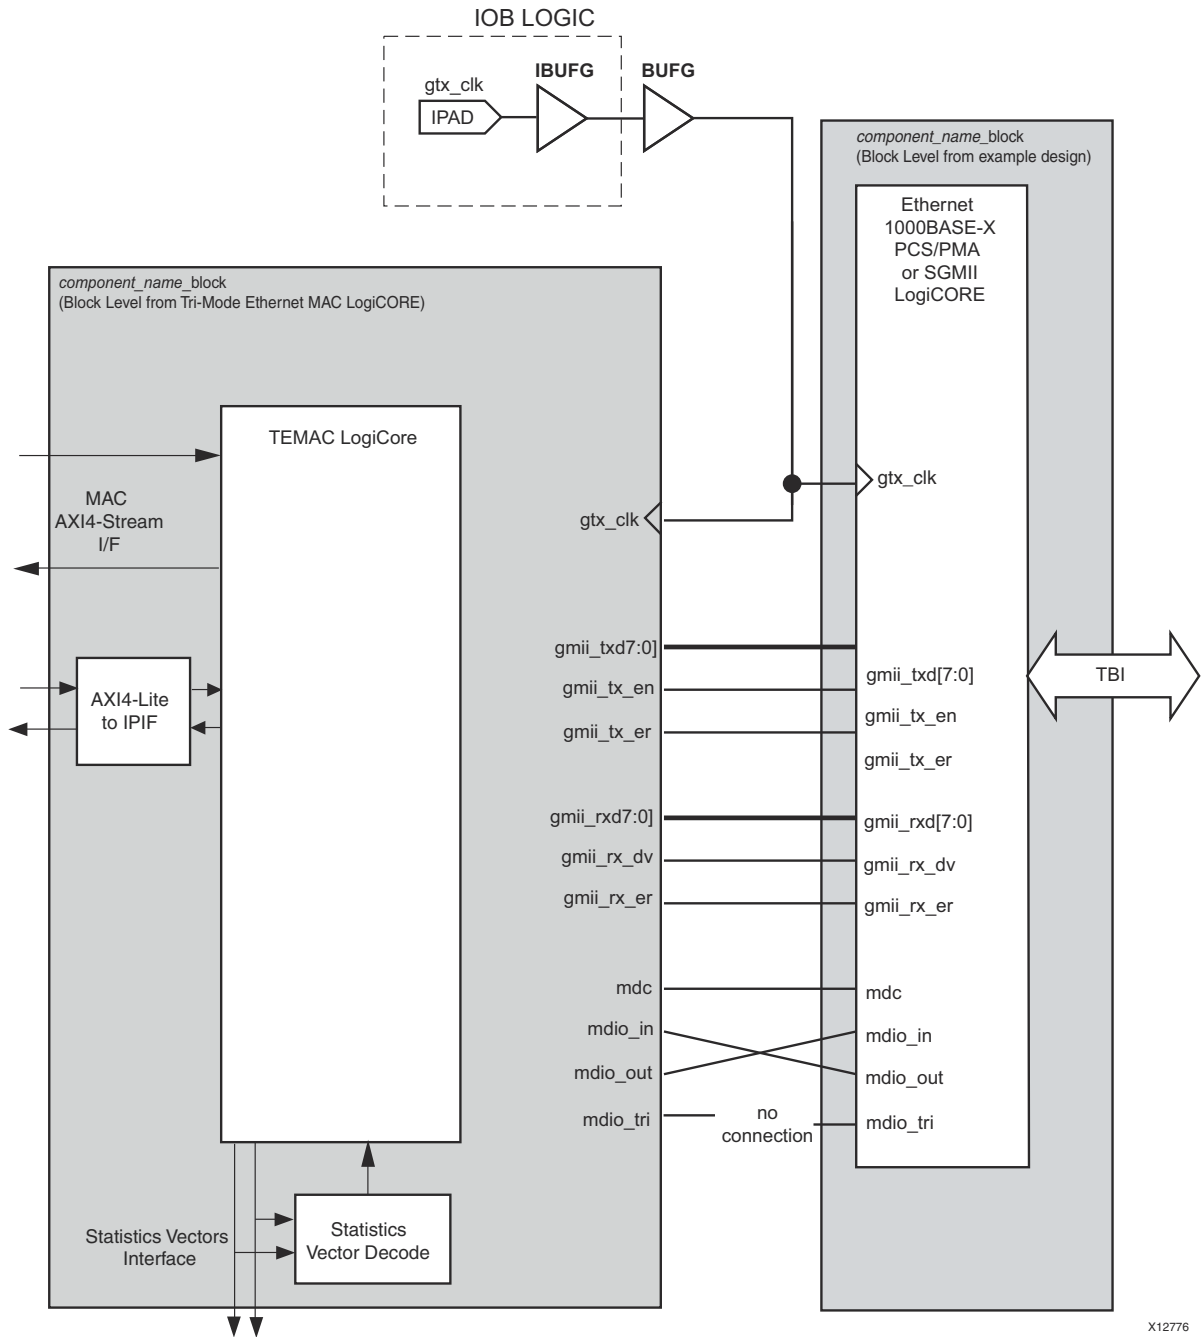 IOB LOGIC
gtx_clk
IBUFG
BUFG
IPAD
component_name_block
(Block Level from example design)
Ethernet
1000BASE-X
PCS/PMA
or SGMII
LogiCORE
component_name_block
(Block Level from Tri-Mode Ethernet MAC LogiCORE)
TEMAC LogiCore
MAC
AXI4-Stream
I/F
gtx_clk
gtx_clk
AXI4-Lite
to IPIF
gmii_txd7:0]
gmii_tx_en
gmii_tx_er
gmii_rxd7:0]
gmii_rx_dv
gmii_rx_er
mdc
mdio_in
mdio_out
mdio_tri
no
connection
gmii_txd[7:0]
gmii_tx_en
gmii_tx_er
gmii_rxd[7:0]
gmii_rx_dv
gmii_rx_er
mdc
mdio_in
mdio_out
mdio_tri
TBI
Statistics Vectors
Interface
Statistics
Vector Decode
X12776